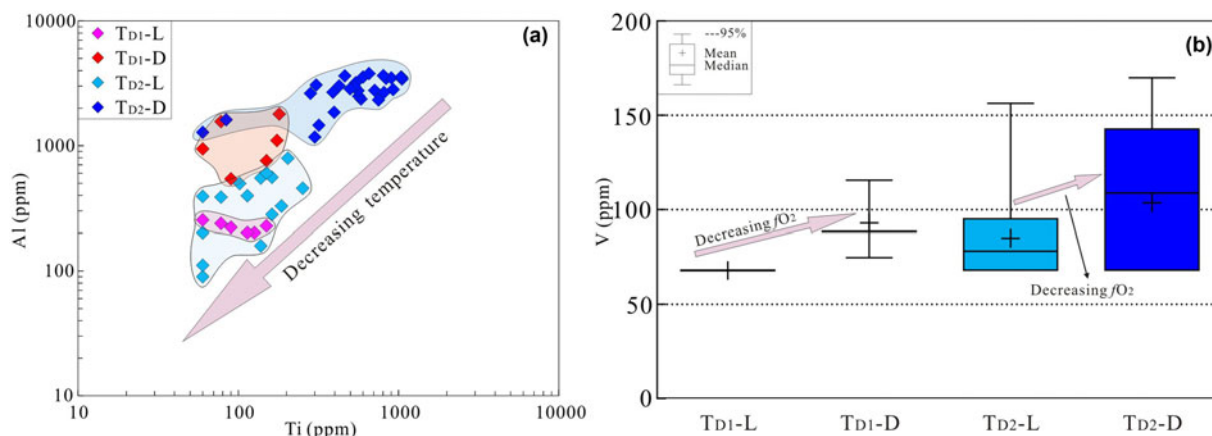 (a)
TD1-L
TD1-D
TD2-L
TD2-D
10000
1000
100
10
Al (ppm)
Decreasing temperature
10
100
1000
10000
Ti (ppm)
(b)
---95%
Mean
Median
200
150
100
50
0
V (ppm)
Decreasing fO2
Decreasing fO2
TD1-L
TD1-D
TD2-L
TD2-D